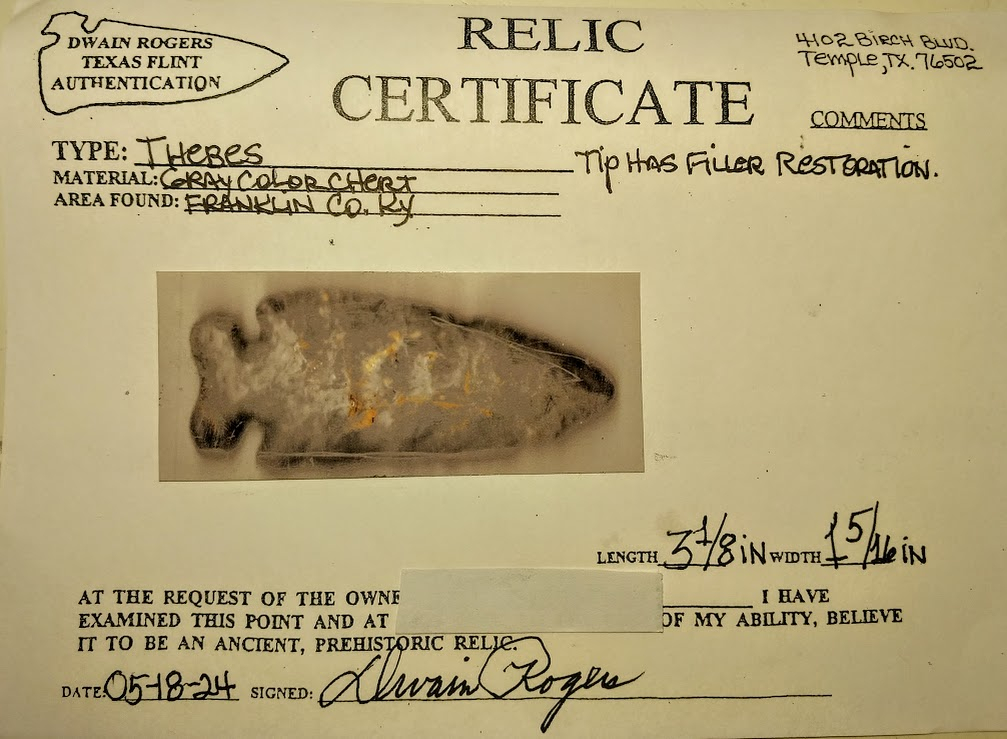 DWAIN ROGERS
TEXAS FLINT
AUTHENTICATION
RELIC
CERTIFICATE
4102 BIRCH BLVD.
TEMPLE, TX. 76502
COMMENTS
TYPE: THEBES
TIP HAS FILLER RESTORATION.
MATERIAL: GRAY COLOR CHERT
AREA FOUND: FRANKLIN CO. KY
LENGTH 3 1/8 IN WIDTH 1 5/16 IN
AT THE REQUEST OF THE OWNE I HAVE
EXAMINED THIS POINT AND AT OF MY ABILITY, BELIEVE
IT TO BE AN ANCIENT, PREHISTORIC RELIC.
DATE: 05-18-24 SIGNED: Dwain Rogers